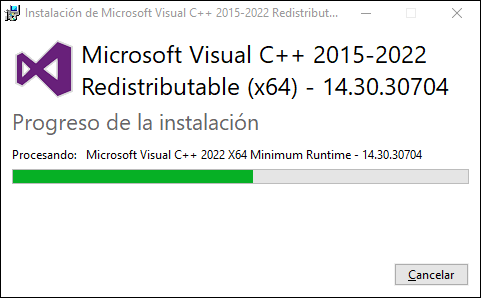 Instalación de Microsoft Visual C++ 2015-2022 Redistribut...
Microsoft Visual C++ 2015-2022
Redistributable (x64) - 14.30.30704
Progreso de la instalación
Procesando: Microsoft Visual C++ 2022 X64 Minimum Runtime - 14.30.30704
Cancelar